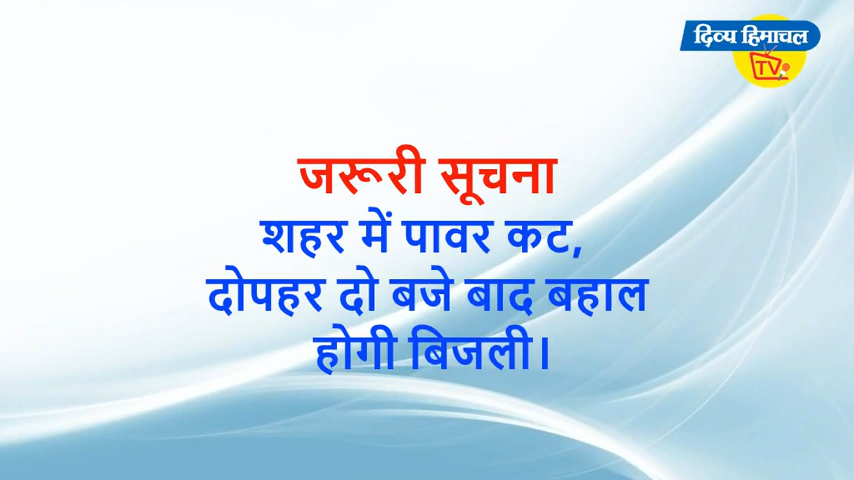 दिव्य हिमाचल
TV
जरूरी सूचना
शहर में पावर कट,
दोपहर दो बजे बाद बहाल
होगी बिजली।